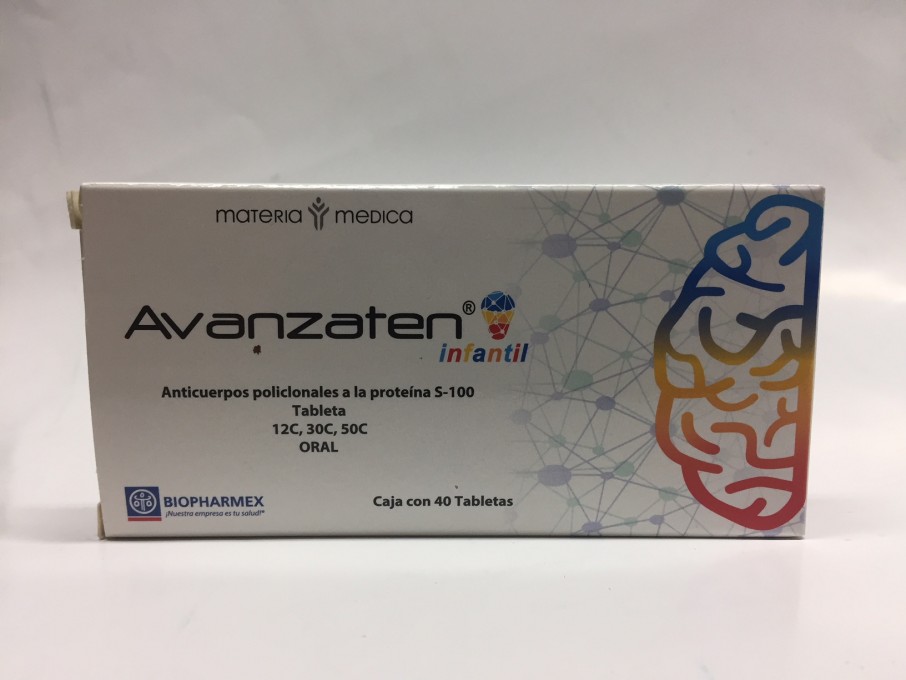 MATERIA MEDICA
Avanzaten®
infantil
Anticuerpos policlonales a la proteína S-100
Tableta
12C, 30C, 50C
ORAL
BIOPHARMEX
¡Nuestra empresa es tu salud!®
Caja con 40 Tabletas